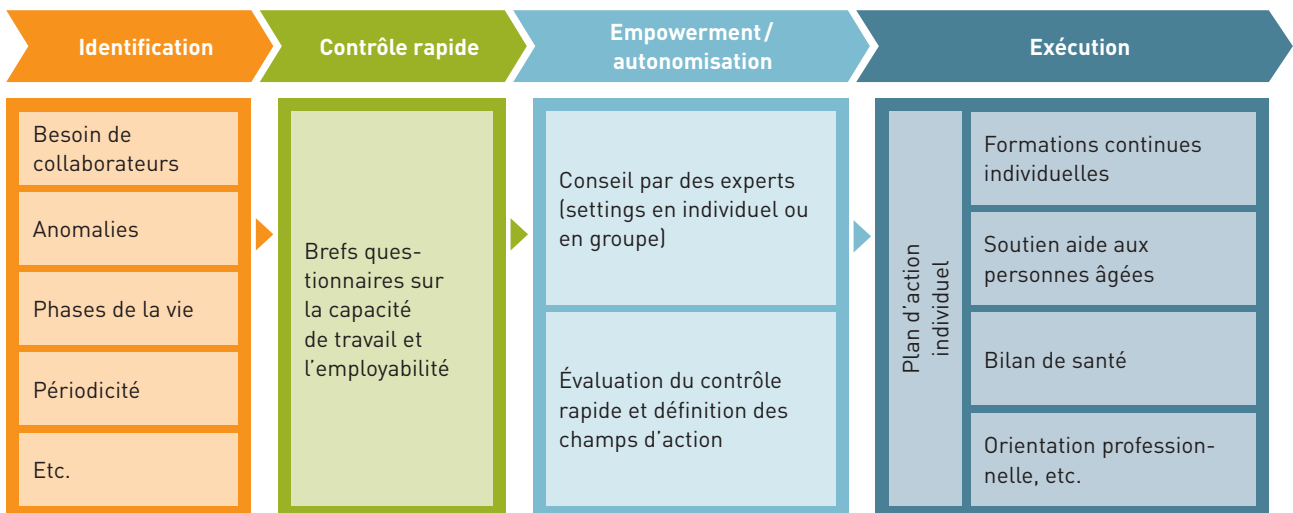 Identification
Contrôle rapide
Empowerment/
autonomisation
Exécution
Besoin de
collaborateurs
Anomalies
Phases de la vie
Périodicité
Etc.
Brefs ques-
tionnaires sur
la capacité
de travail et
l'employabilité
Conseil par des experts
(settings en individuel ou
en groupe)
Évaluation du contrôle
rapide et définition des
champs d'action
Plan d'action
individuel
Formations continues
individuelles
Soutien aide aux
personnes âgées
Bilan de santé
Orientation profession-
nelle, etc.